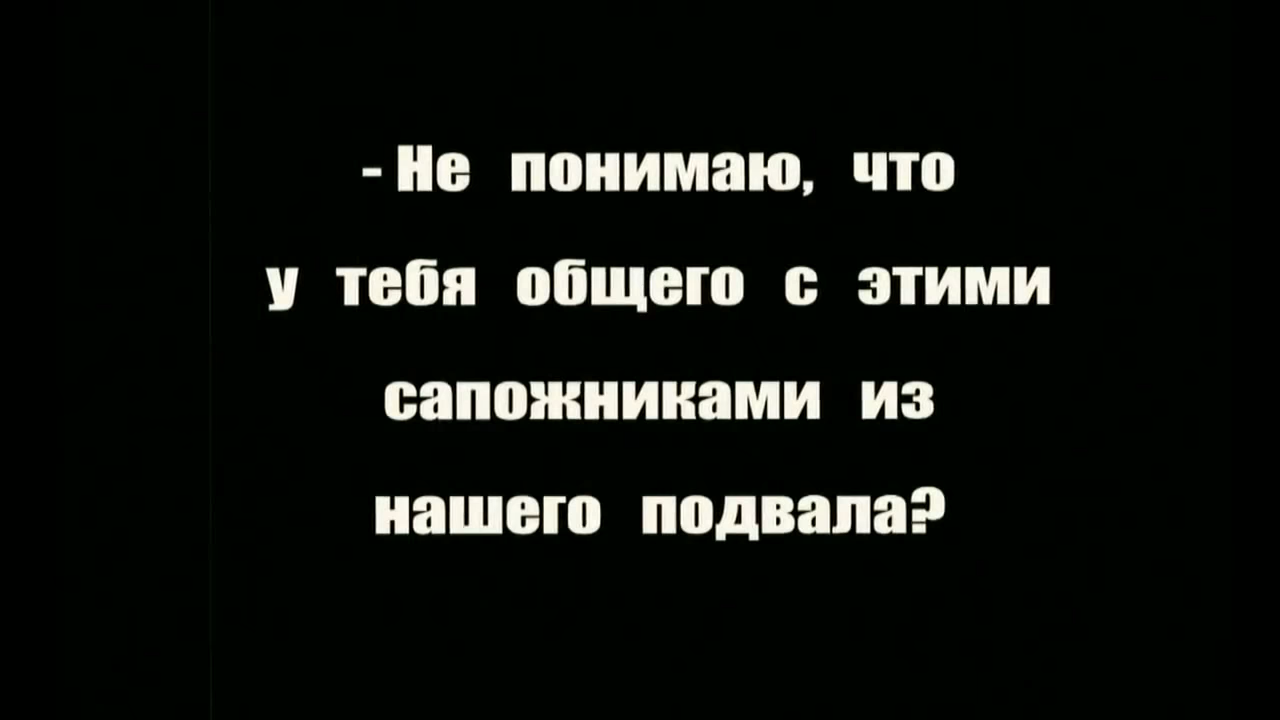 - Не понимаю, что
у тебя общего с этими
сапожниками из
нашего подвала?